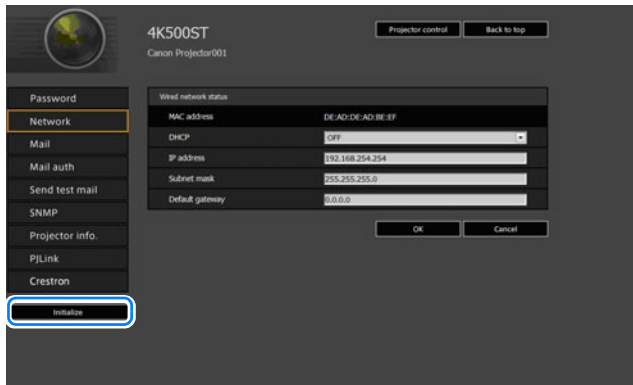 4K500ST
Projector control
Back to top
Canon Projector001
Password
Network
Mail
Mail auth
Send test mail
SNMP
Projector info.
PJLink
Crestron
Initialize
Wired network status
MAC address DE:AD:DE:AD:BE:EF
DHCP OFF
IP address 192.168.254.254
Subnet mask 255.255.255.0
Default gateway 0.0.0.0
OK
Cancel